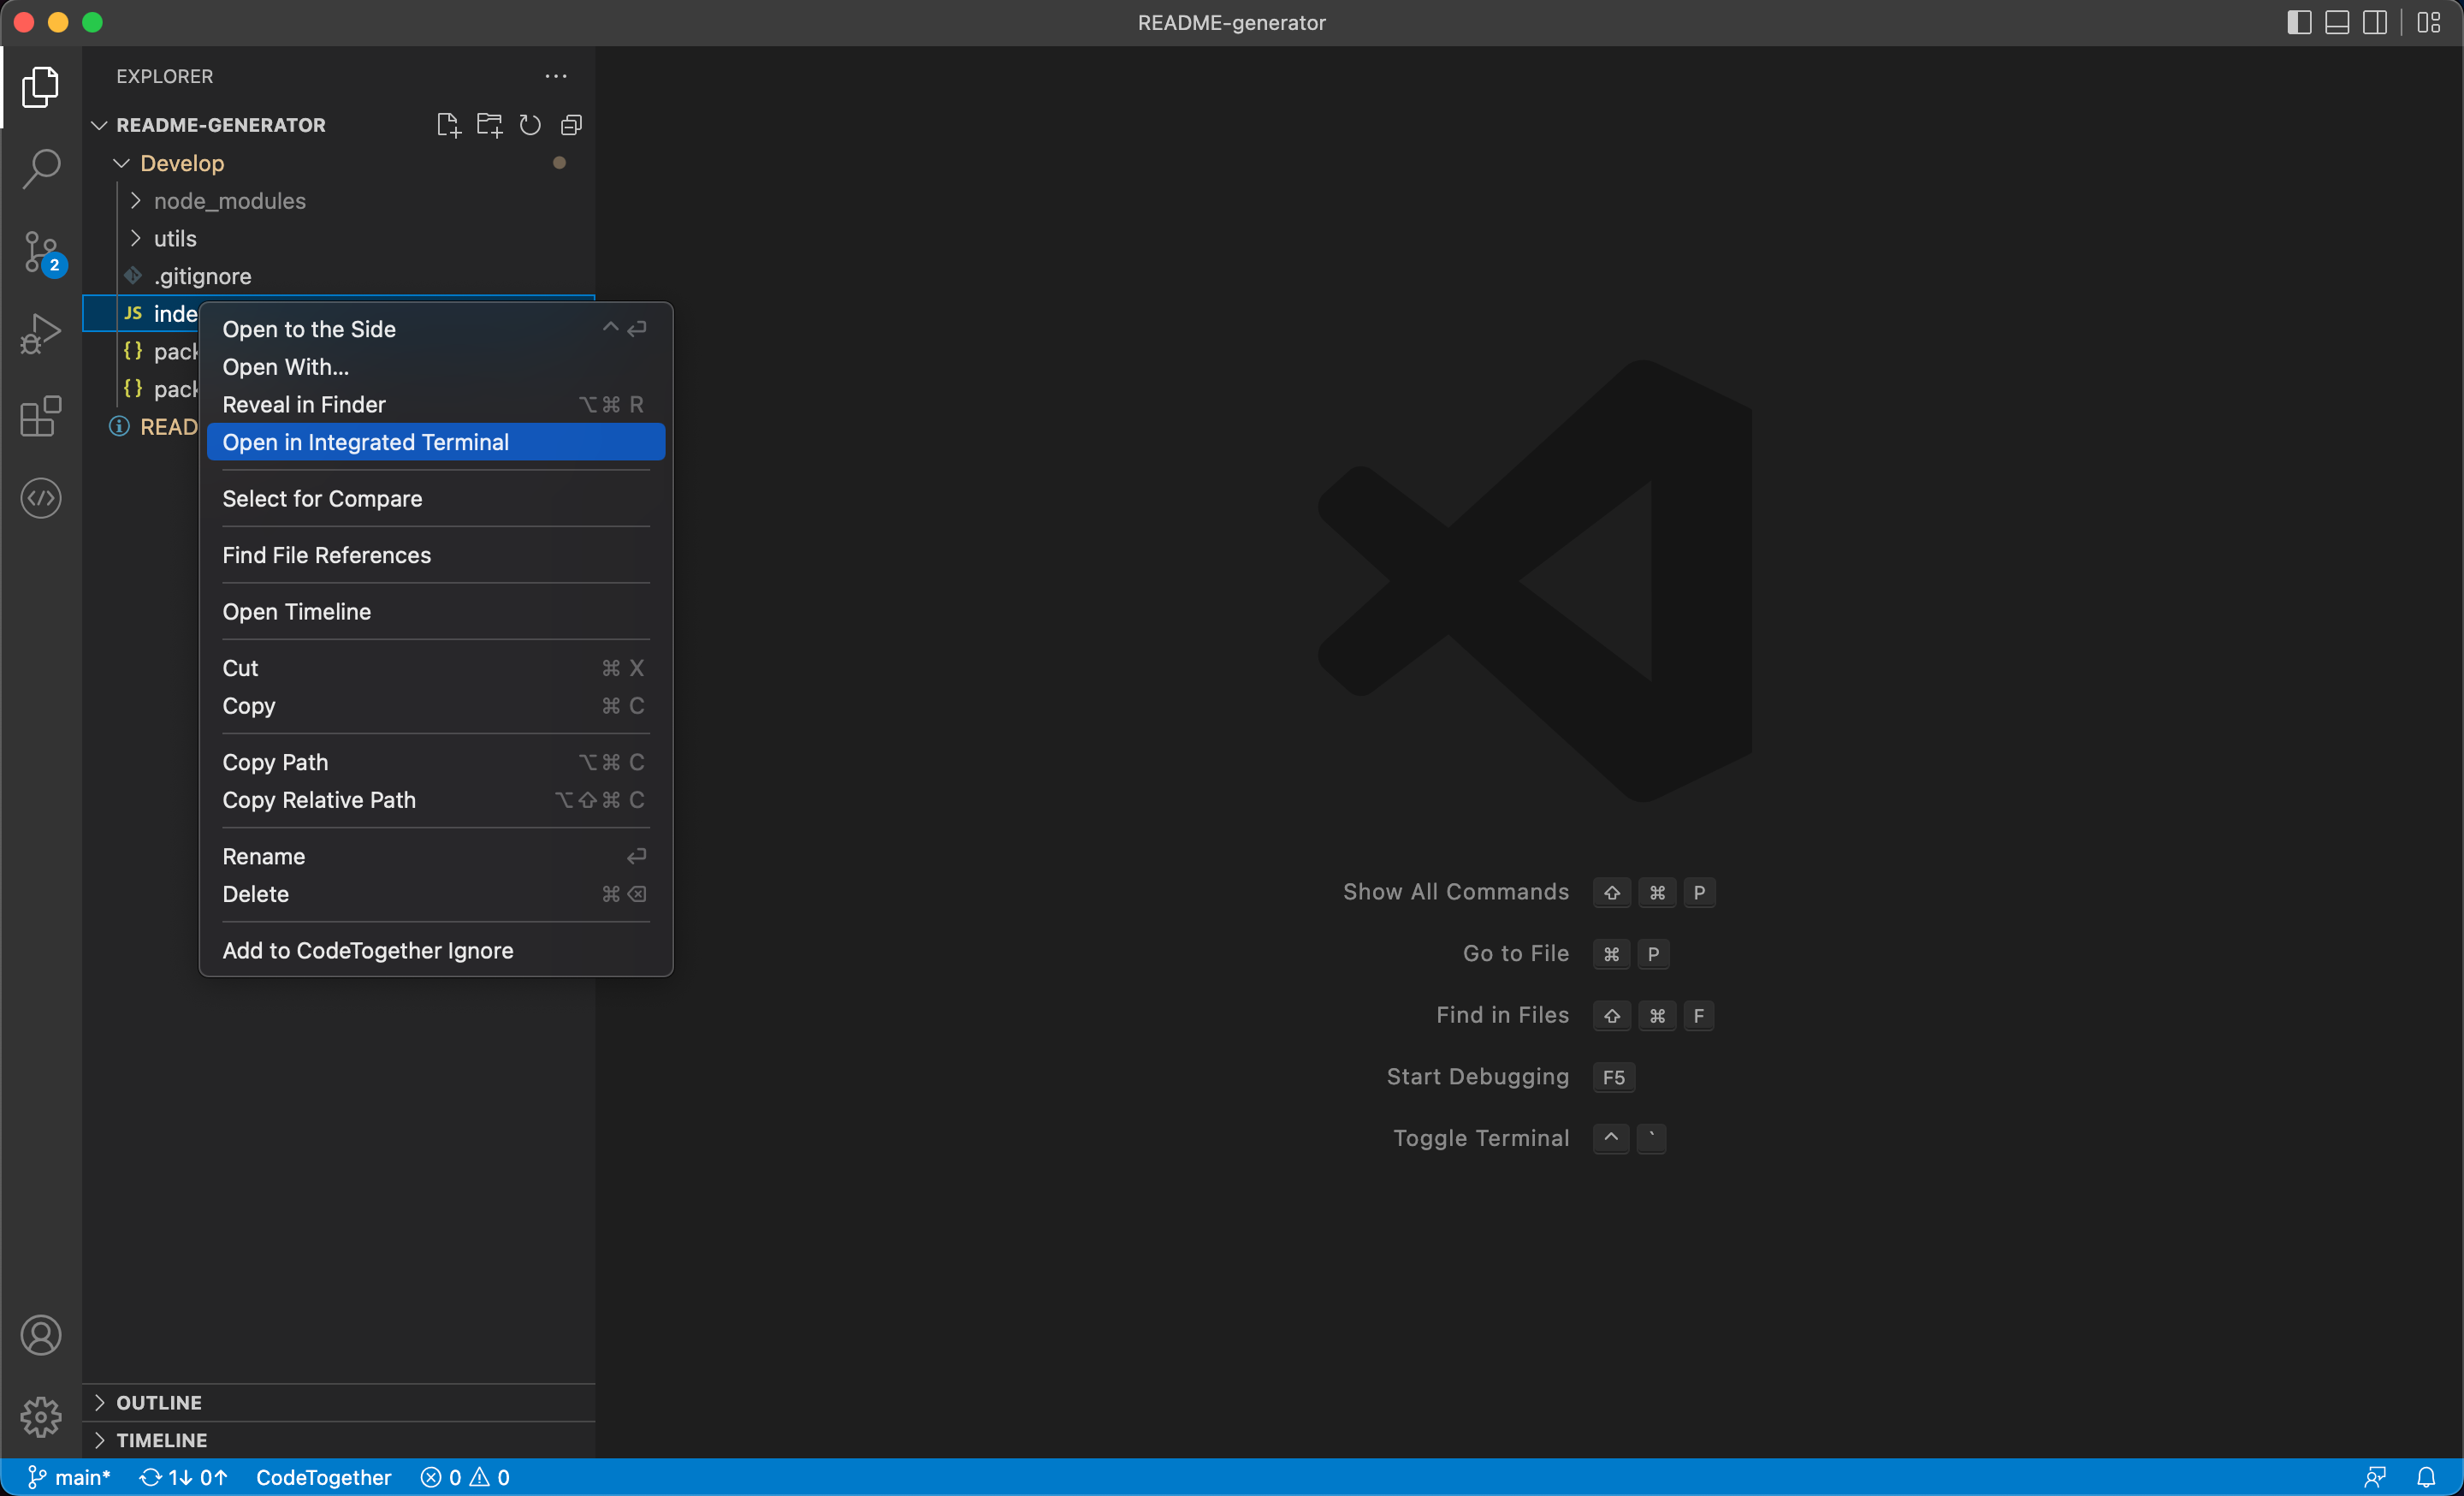 README-generator
EXPLORER
README-GENERATOR
Develop
node_modules
utils
.gitignore
JS inde
{} pack
{} pack
READ
2
Open to the Side ^ ↩
Open With...
Reveal in Finder ⌥⌘ R
Open in Integrated Terminal
Select for Compare
Find File References
Open Timeline
Cut ⌘ X
Copy ⌘ C
Copy Path ⌥⌘ C
Copy Relative Path ⌥⇧⌘ C
Rename ↩
Delete ⌘⌫
Add to CodeTogether Ignore
Show All Commands ⇧ ⌘ P
Go to File ⌘ P
Find in Files ⇧ ⌘ F
Start Debugging F5
Toggle Terminal ^ `
OUTLINE
TIMELINE
main* 1↓ 0↑ CodeTogether 0 0